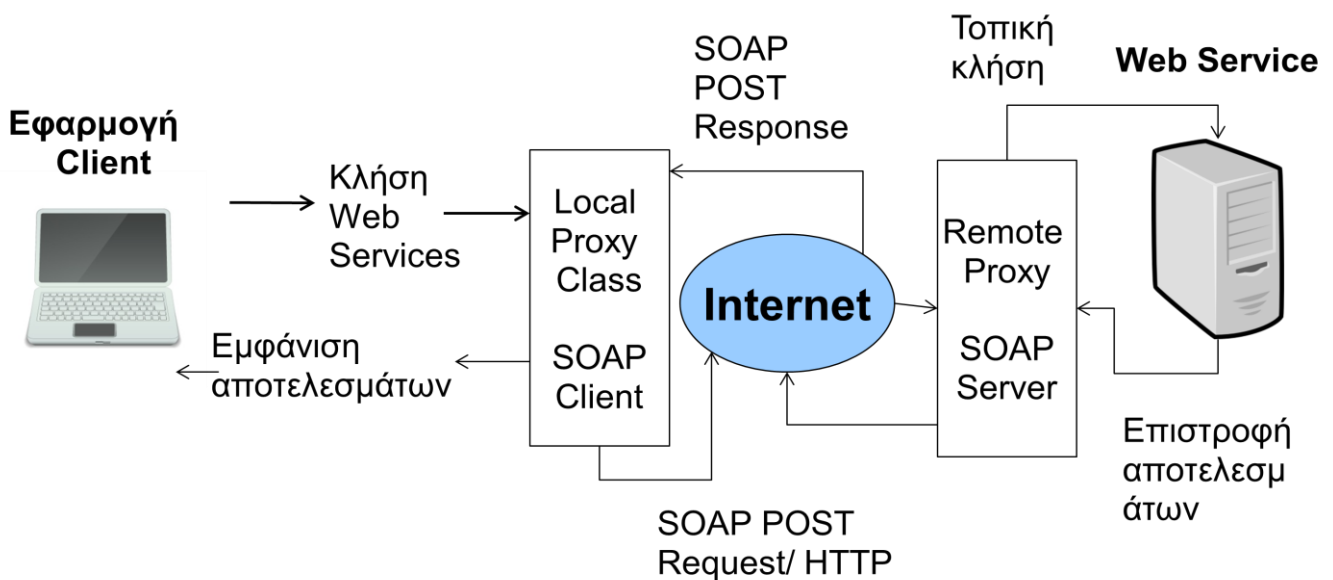 Εφαρμογή
Client
Κλήση
Web
Services
Εμφάνιση
αποτελεσμάτων
Local
Proxy
Class
SOAP
Client
SOAP
POST
Response
Internet
SOAP POST
Request/ HTTP
Τοπική
κλήση
Remote
Proxy
SOAP
Server
Web Service
Επιστροφή
αποτελεσμ
άτων